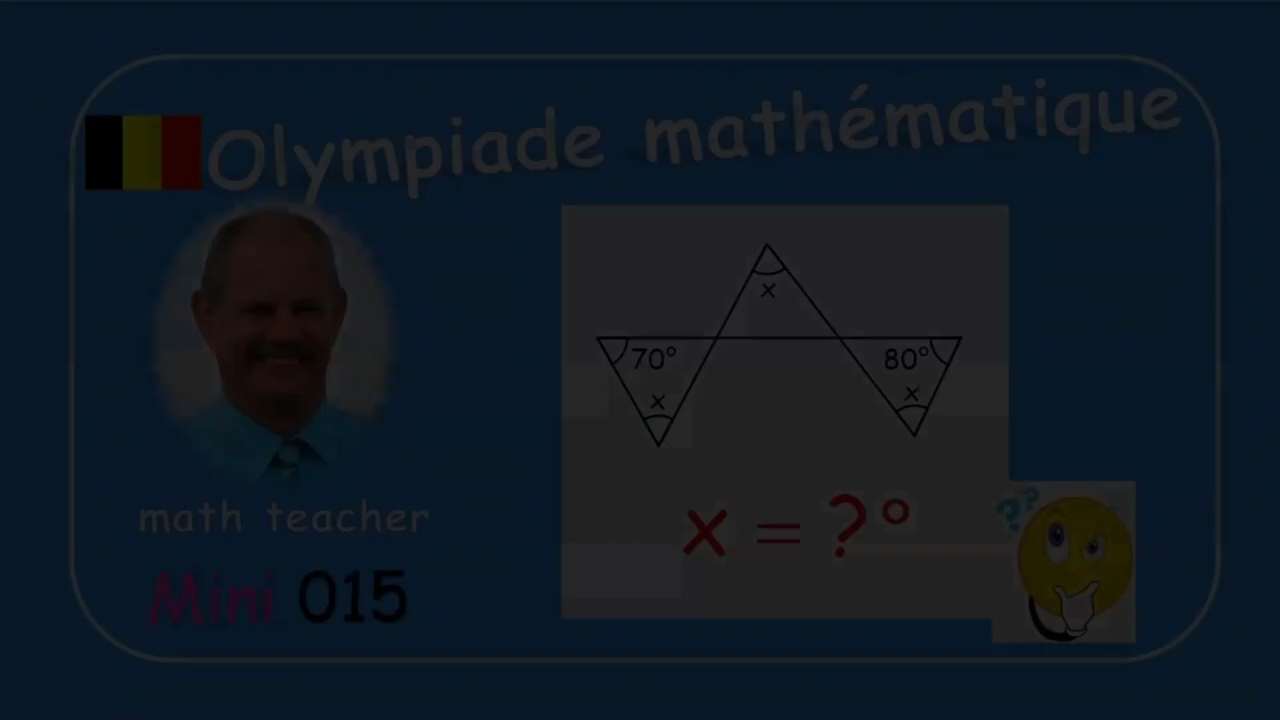 Olympiade mathématique
x
70°
80°
x
x
x = ?°
??
math teacher
Mini 015